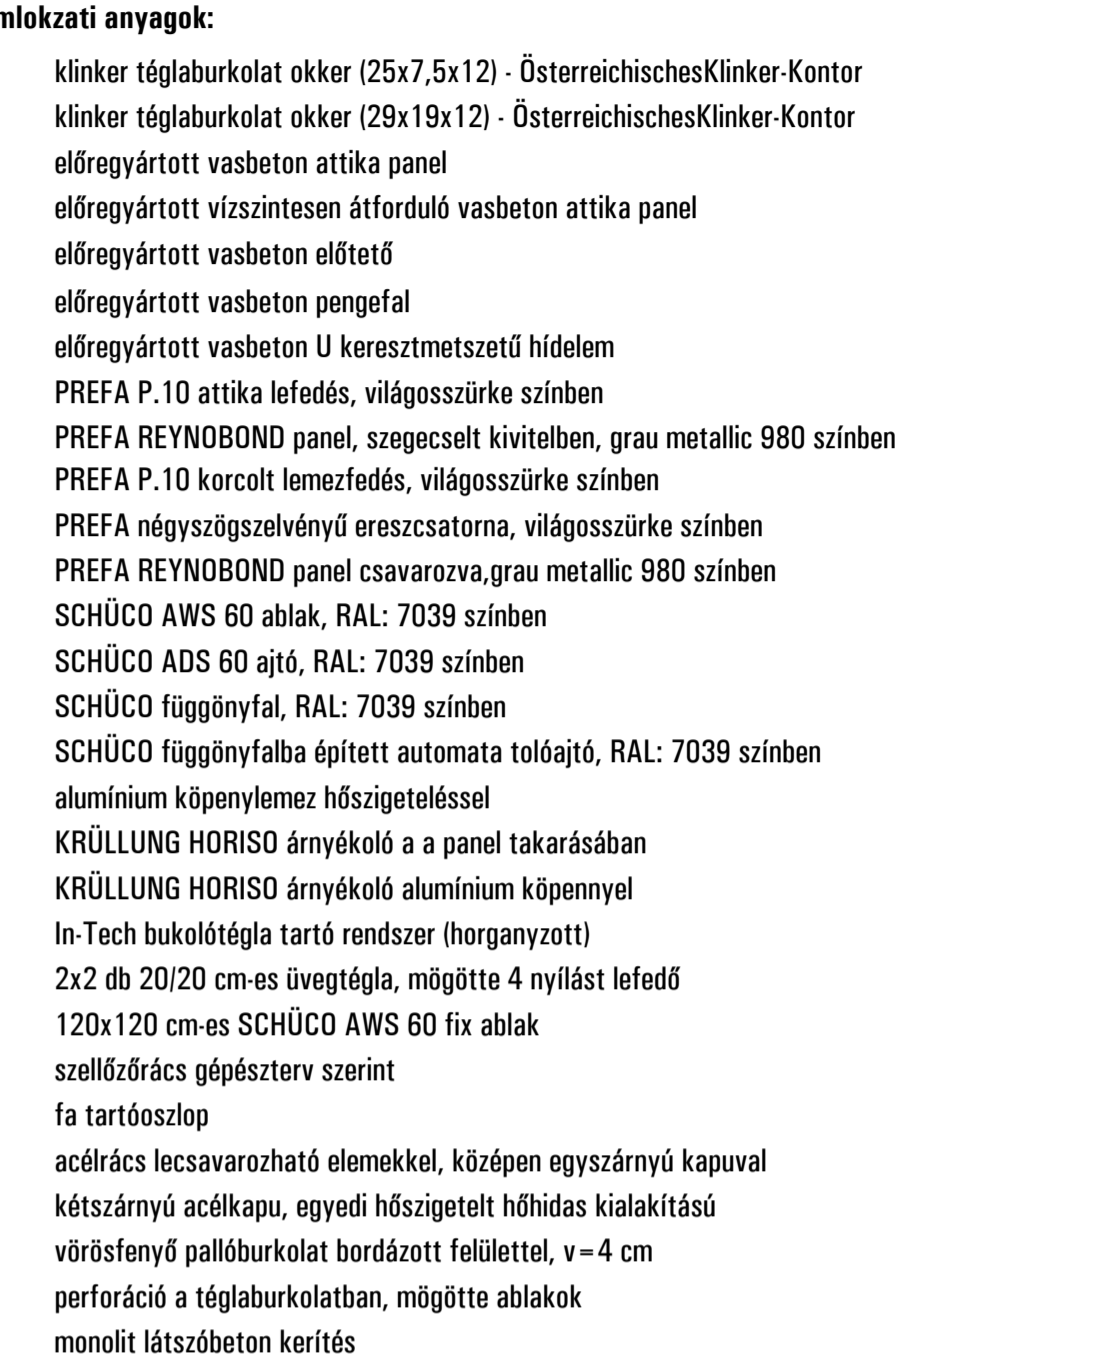 mlokzati anyagok:
klinker téglaburkolat okker (25x7,5x12) - ÖsterreichischesKlinker-Kontor
klinker téglaburkolat okker (29x19x12) - ÖsterreichischesKlinker-Kontor
előregyártott vasbeton attika panel
előregyártott vízszintesen átforduló vasbeton attika panel
előregyártott vasbeton előtető
előregyártott vasbeton pengefal
előregyártott vasbeton U keresztmetszetű hídelem
PREFA P.10 attika lefedés, világosszürke színben
PREFA REYNOBOND panel, szegecselt kivitelben, grau metallic 980 színben
PREFA P.10 korcolt lemezfedés, világosszürke színben
PREFA négyszögszelvényű ereszcsatorna, világosszürke színben
PREFA REYNOBOND panel csavarozva,grau metallic 980 színben
SCHÜCO AWS 60 ablak, RAL: 7039 színben
SCHÜCO ADS 60 ajtó, RAL: 7039 színben
SCHÜCO függönyfal, RAL: 7039 színben
SCHÜCO függönyfalba épített automata tolóajtó, RAL: 7039 színben
alumínium köpenylemez hőszigeteléssel
KRÜLLUNG HORISO árnyékoló a a panel takarásában
KRÜLLUNG HORISO árnyékoló alumínium köpennyel
In-Tech bukolótégla tartó rendszer (horganyzott)
2x2 db 20/20 cm-es üvegtégla, mögötte 4 nyílást lefedő
120x120 cm-es SCHÜCO AWS 60 fix ablak
szellőzőrács gépészterv szerint
fa tartóoszlop
acélrács lecsavarozható elemekkel, középen egyszárnyú kapuval
kétszárnyú acélkapu, egyedi hőszigetelt hőhidas kialakítású
vörösfenyő pallóburkolat bordázott felülettel, v=4 cm
perforáció a téglaburkolatban, mögötte ablakok
monolit látszóbeton kerítés